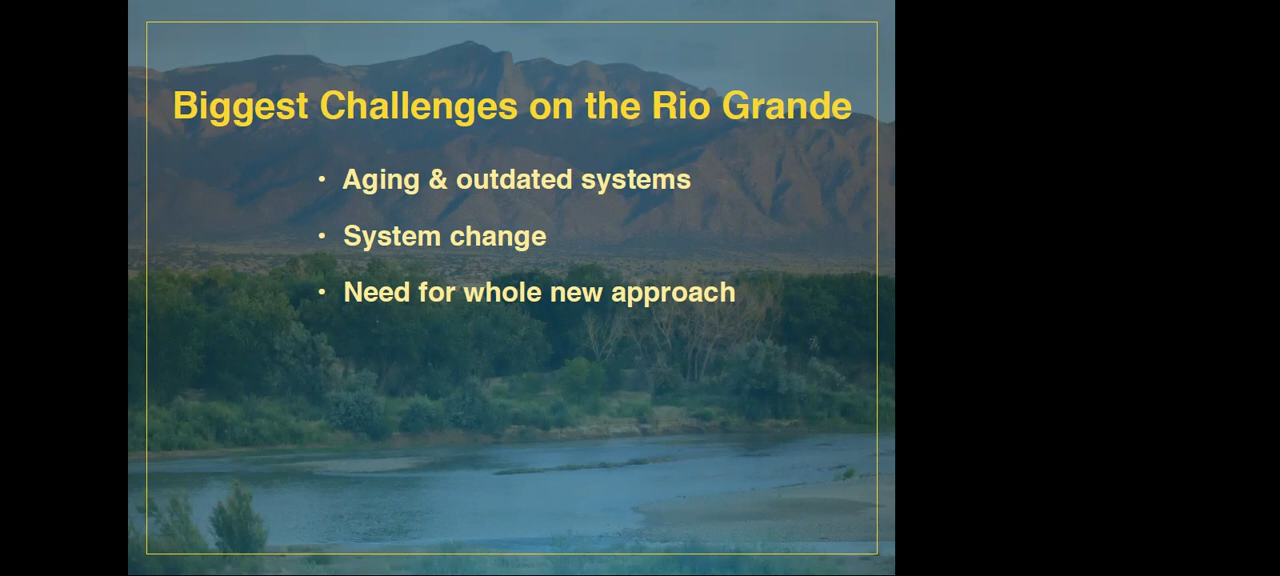 Biggest Challenges on the Rio Grande
• Aging & outdated systems
• System change
• Need for whole new approach